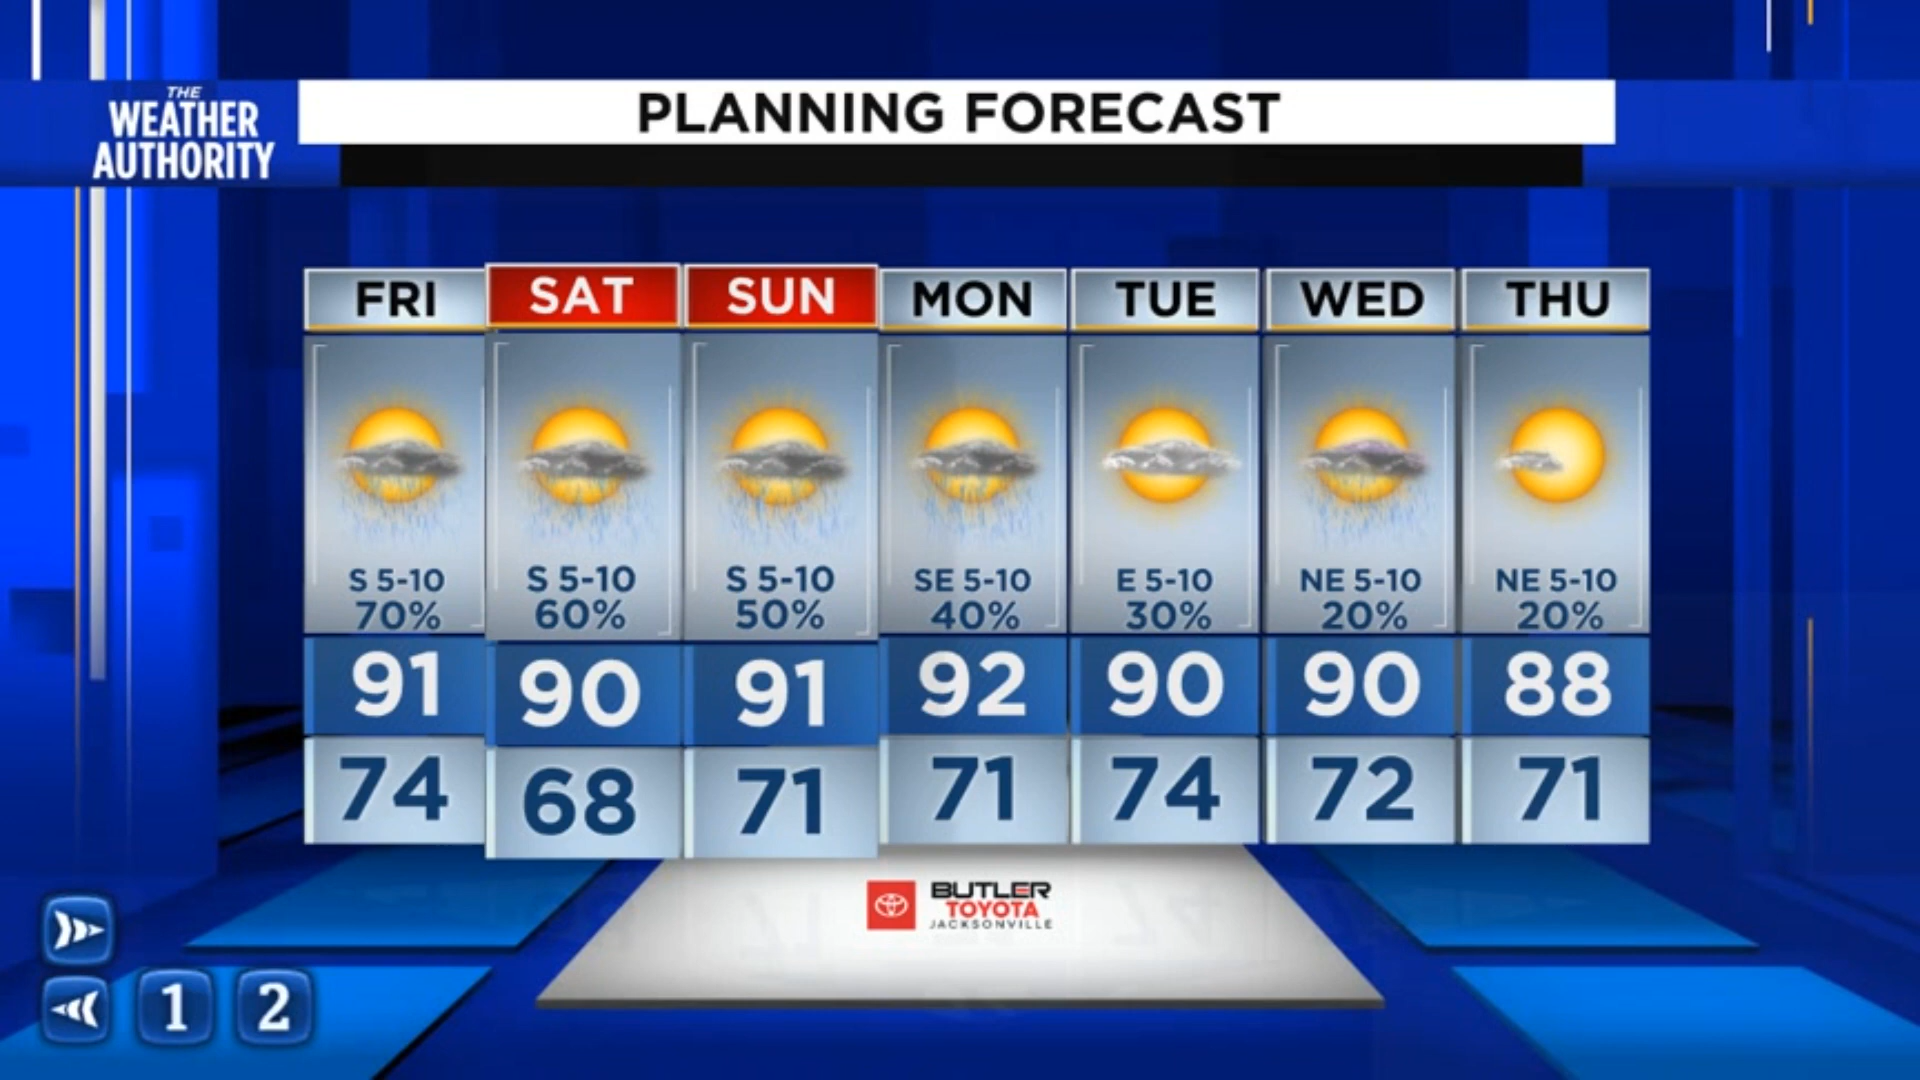 THE
WEATHER
AUTHORITY
PLANNING FORECAST
FRI SAT SUN MON TUE WED THU
S 5-10 S 5-10 S 5-10 SE 5-10 E 5-10 NE 5-10 NE 5-10
70% 60% 50% 40% 30% 20% 20%
91 90 91 92 90 90 88
74 68 71 71 74 72 71
BUTLER
TOYOTA
JACKSONVILLE
1 2